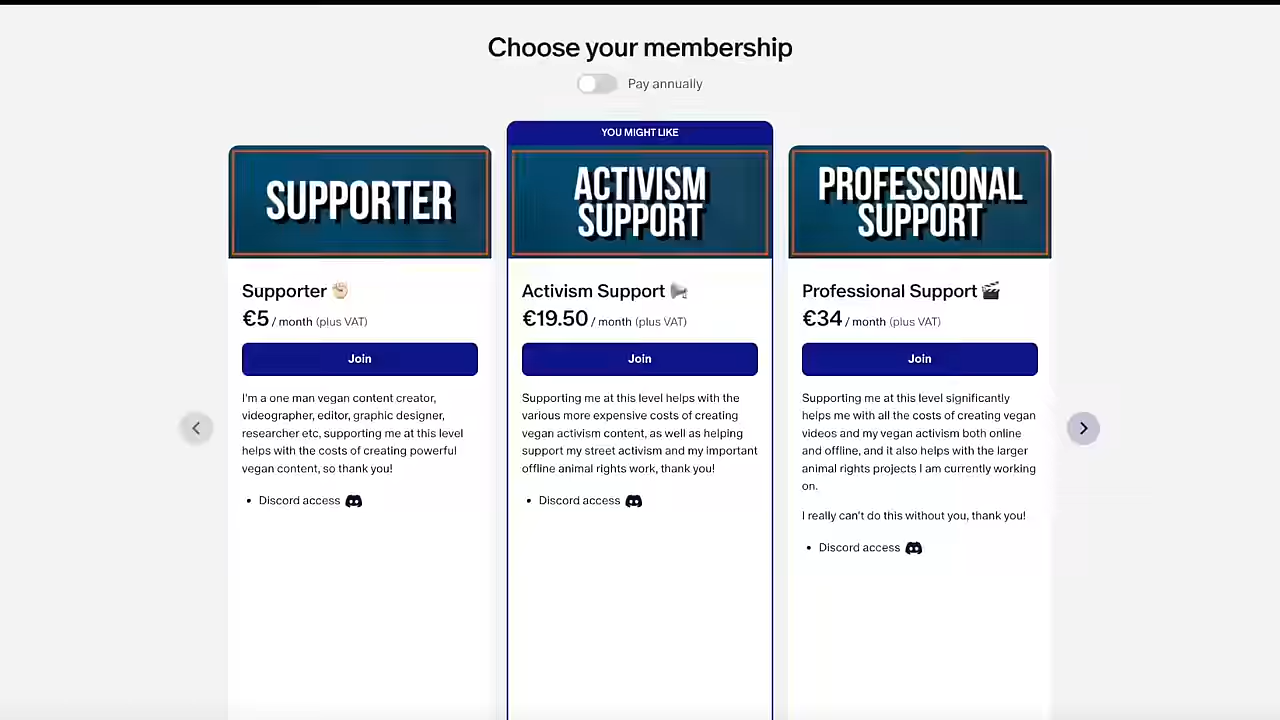 Choose your membership
Pay annually
YOU MIGHT LIKE
SUPPORTER
Supporter ✊🏻
€5 / month (plus VAT)
Join
I'm a one man vegan content creator,
videographer, editor, graphic designer,
researcher etc, supporting me at this level
helps with the costs of creating powerful
vegan content, so thank you!
• Discord access
ACTIVISM
SUPPORT
Activism Support 📢
€19.50 / month (plus VAT)
Join
Supporting me at this level helps with the
various more expensive costs of creating
vegan activism content, as well as helping
support my street activism and my important
offline animal rights work, thank you!
• Discord access
PROFESSIONAL
SUPPORT
Professional Support 🎬
€34 / month (plus VAT)
Join
Supporting me at this level significantly
helps me with all the costs of creating vegan
videos and my vegan activism both online
and offline, and it also helps with the larger
animal rights projects I am currently working
on.
I really can't do this without you, thank you!
• Discord access